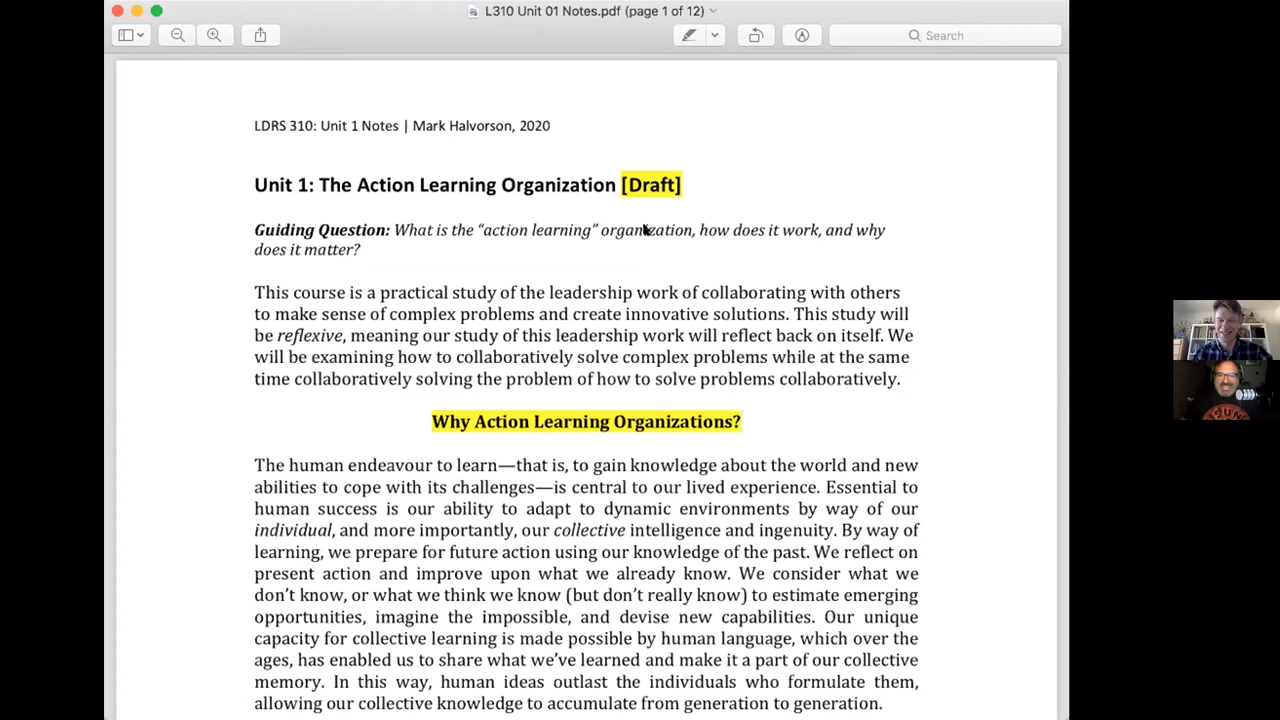 L310 Unit 01 Notes.pdf (page 1 of 12)
Search
LDRS 310: Unit 1 Notes | Mark Halvorson, 2020
Unit 1: The Action Learning Organization [Draft]
Guiding Question: What is the “action learning” organization, how does it work, and why
does it matter?
This course is a practical study of the leadership work of collaborating with others
to make sense of complex problems and create innovative solutions. This study will
be reflexive, meaning our study of this leadership work will reflect back on itself. We
will be examining how to collaboratively solve complex problems while at the same
time collaboratively solving the problem of how to solve problems collaboratively.
Why Action Learning Organizations?
The human endeavour to learn—that is, to gain knowledge about the world and new
abilities to cope with its challenges—is central to our lived experience. Essential to
human success is our ability to adapt to dynamic environments by way of our
individual, and more importantly, our collective intelligence and ingenuity. By way of
learning, we prepare for future action using our knowledge of the past. We reflect on
present action and improve upon what we already know. We consider what we
don’t know, or what we think we know (but don’t really know) to estimate emerging
opportunities, imagine the impossible, and devise new capabilities. Our unique
capacity for collective learning is made possible by human language, which over the
ages, has enabled us to share what we’ve learned and make it a part of our collective
memory. In this way, human ideas outlast the individuals who formulate them,
allowing our collective knowledge to accumulate from generation to generation.